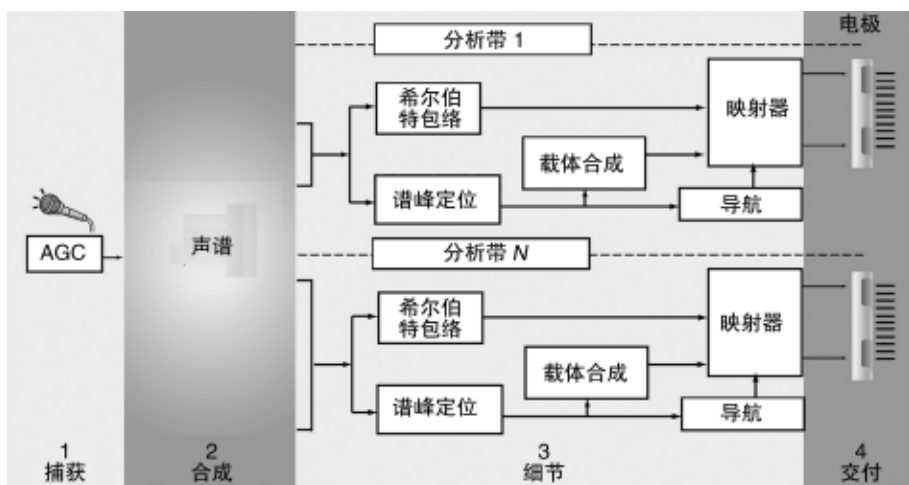 电极
分析带 1
希尔伯
特包络
映射器
载体合成
谱峰定位
导航
AGC
声谱
分析带 N
希尔伯
特包络
映射器
载体合成
谱峰定位
导航
1
捕获
2
合成
3
细节
4
交付